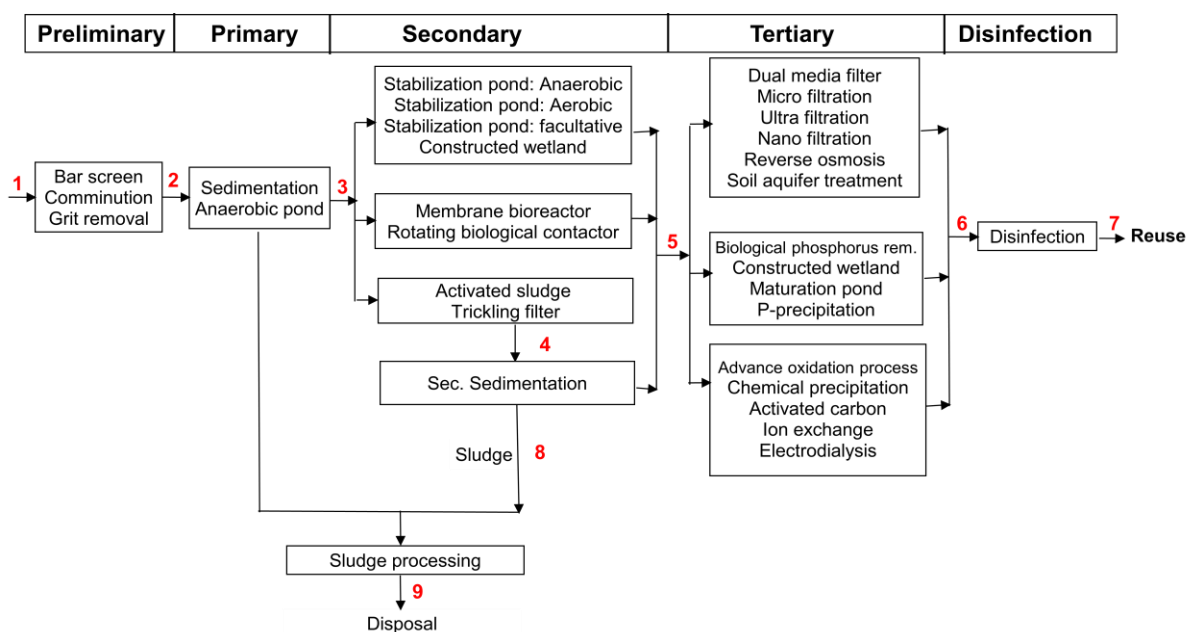 Preliminary
Primary
Secondary
Tertiary
Disinfection
1
Bar screen
Comminution
Grit removal
2
Sedimentation
Anaerobic pond
3
Stabilization pond: Anaerobic
Stabilization pond: Aerobic
Stabilization pond: facultative
Constructed wetland
Membrane bioreactor
Rotating biological contactor
Activated sludge
Trickling filter
4
Sec. Sedimentation
5
Dual media filter
Micro filtration
Ultra filtration
Nano filtration
Reverse osmosis
Soil aquifer treatment
Biological phosphorus rem.
Constructed wetland
Maturation pond
P-precipitation
Advance oxidation process
Chemical precipitation
Activated carbon
Ion exchange
Electrodialysis
6
Disinfection
7
Reuse
Sludge
8
Sludge processing
9
Disposal